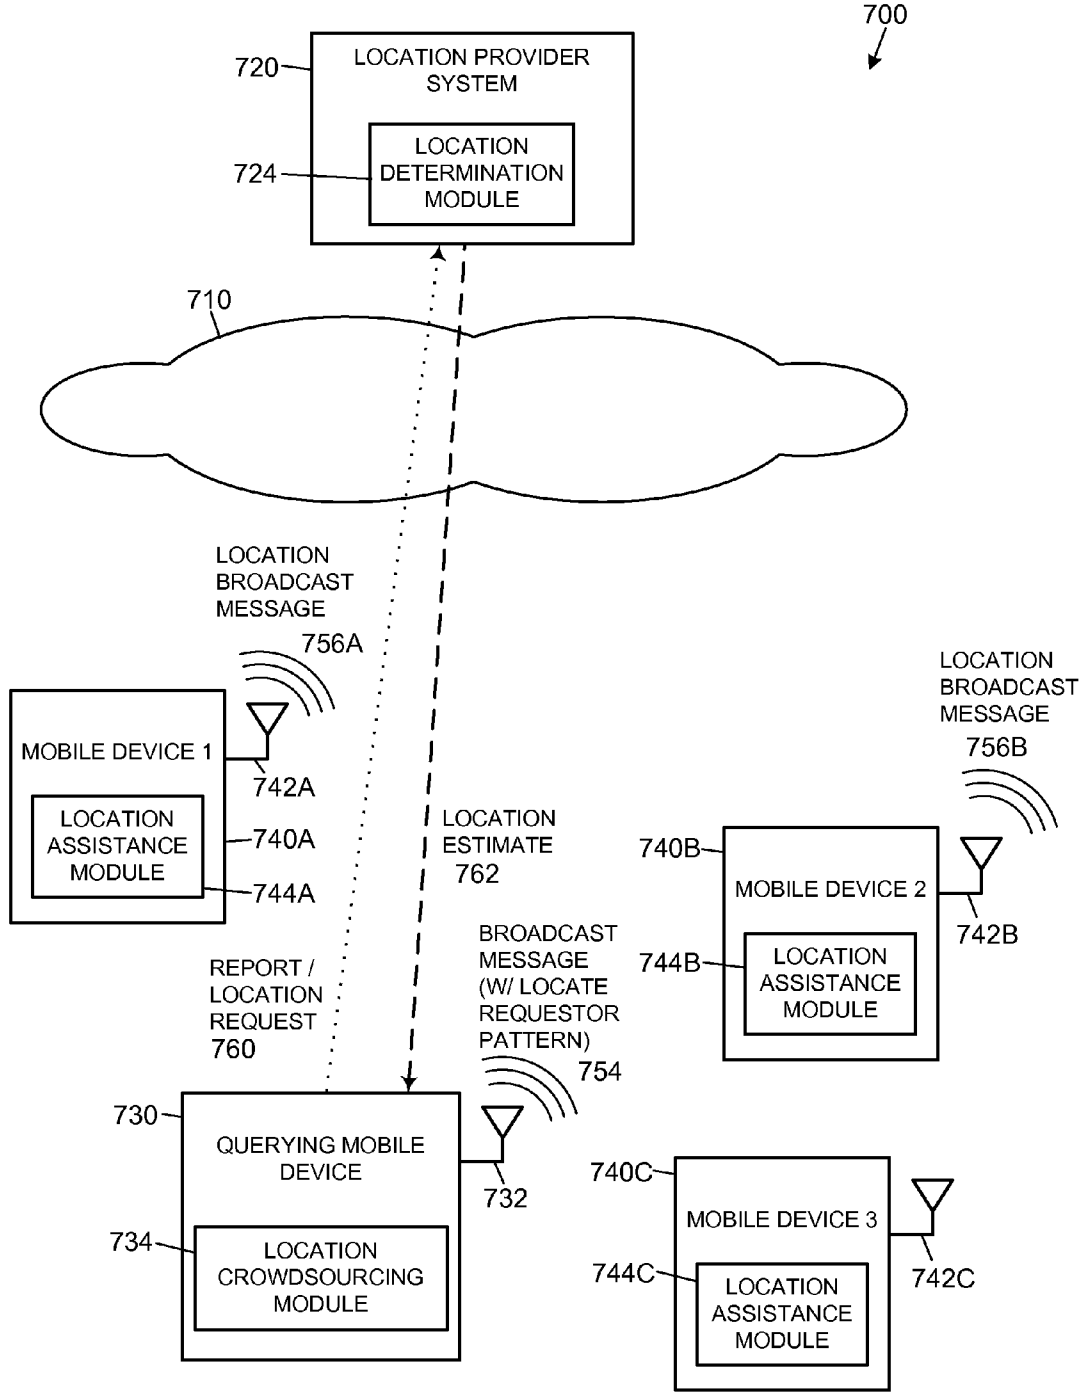 700
720
LOCATION PROVIDER
SYSTEM
724
LOCATION
DETERMINATION
MODULE
710
LOCATION
BROADCAST
MESSAGE
756A
MOBILE DEVICE 1
742A
LOCATION
ASSISTANCE
MODULE
740A
744A
LOCATION
BROADCAST
MESSAGE
756B
740B
MOBILE DEVICE 2
742B
744B
LOCATION
ASSISTANCE
MODULE
LOCATION
ESTIMATE
762
REPORT /
LOCATION
REQUEST
760
BROADCAST
MESSAGE
(W/ LOCATE
REQUESTOR
PATTERN)
754
730
QUERYING MOBILE
DEVICE
732
734
LOCATION
CROWDSOURCING
MODULE
740C
MOBILE DEVICE 3
742C
744C
LOCATION
ASSISTANCE
MODULE